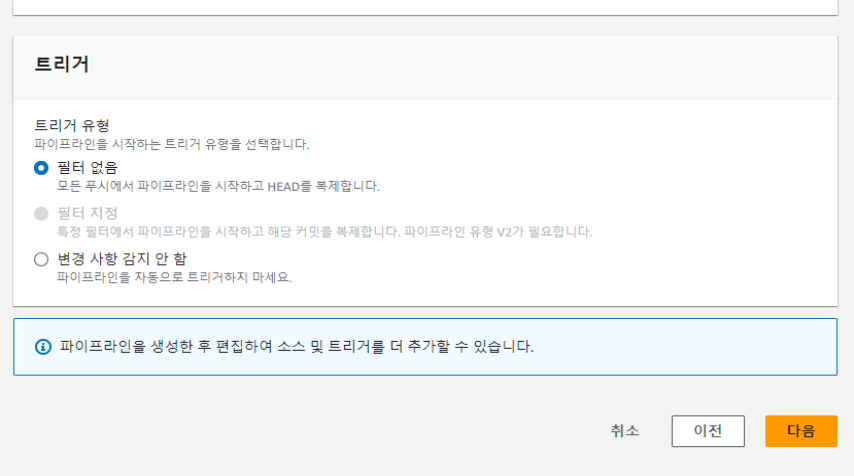 트리거
트리거 유형
파이프라인을 시작하는 트리거 유형을 선택합니다.
필터 없음
모든 푸시에서 파이프라인을 시작하고 HEAD를 복제합니다.
필터 지정
특정 필터에서 파이프라인을 시작하고 해당 커밋을 복제합니다. 파이프라인 유형 V2가 필요합니다.
변경 사항 감지 안 함
파이프라인을 자동으로 트리거하지 마세요.
파이프라인을 생성한 후 편집하여 소스 및 트리거를 더 추가할 수 있습니다.
취소 이전 다음